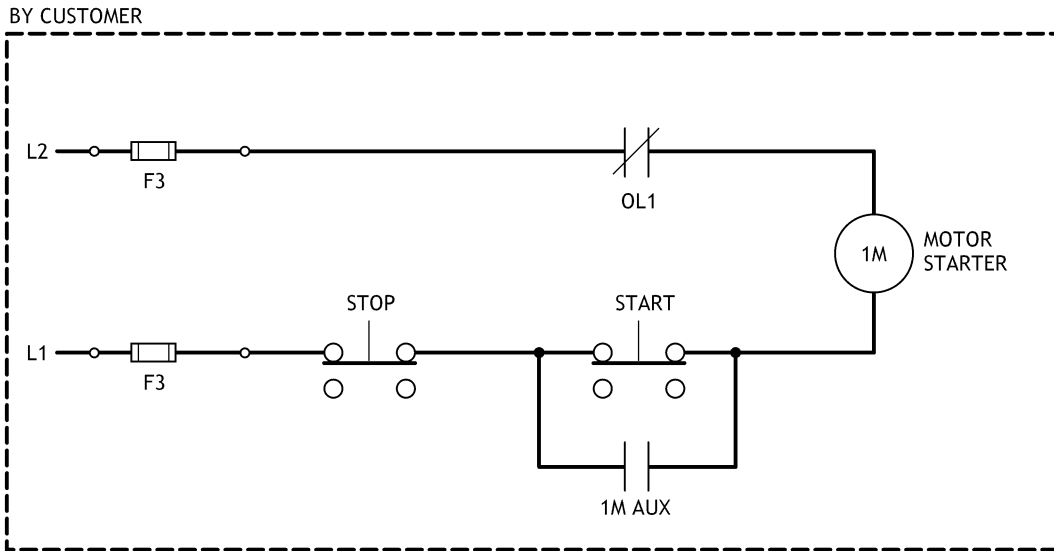 BY CUSTOMER
L2
F3
OL1
1M
MOTOR
STARTER
STOP
START
L1
F3
1M AUX